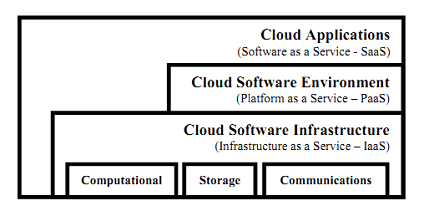 Cloud Applications
(Software as a Service - SaaS)
Cloud Software Environment
(Platform as a Service – PaaS)
Cloud Software Infrastructure
(Infrastructure as a Service – IaaS)
Computational Storage Communications